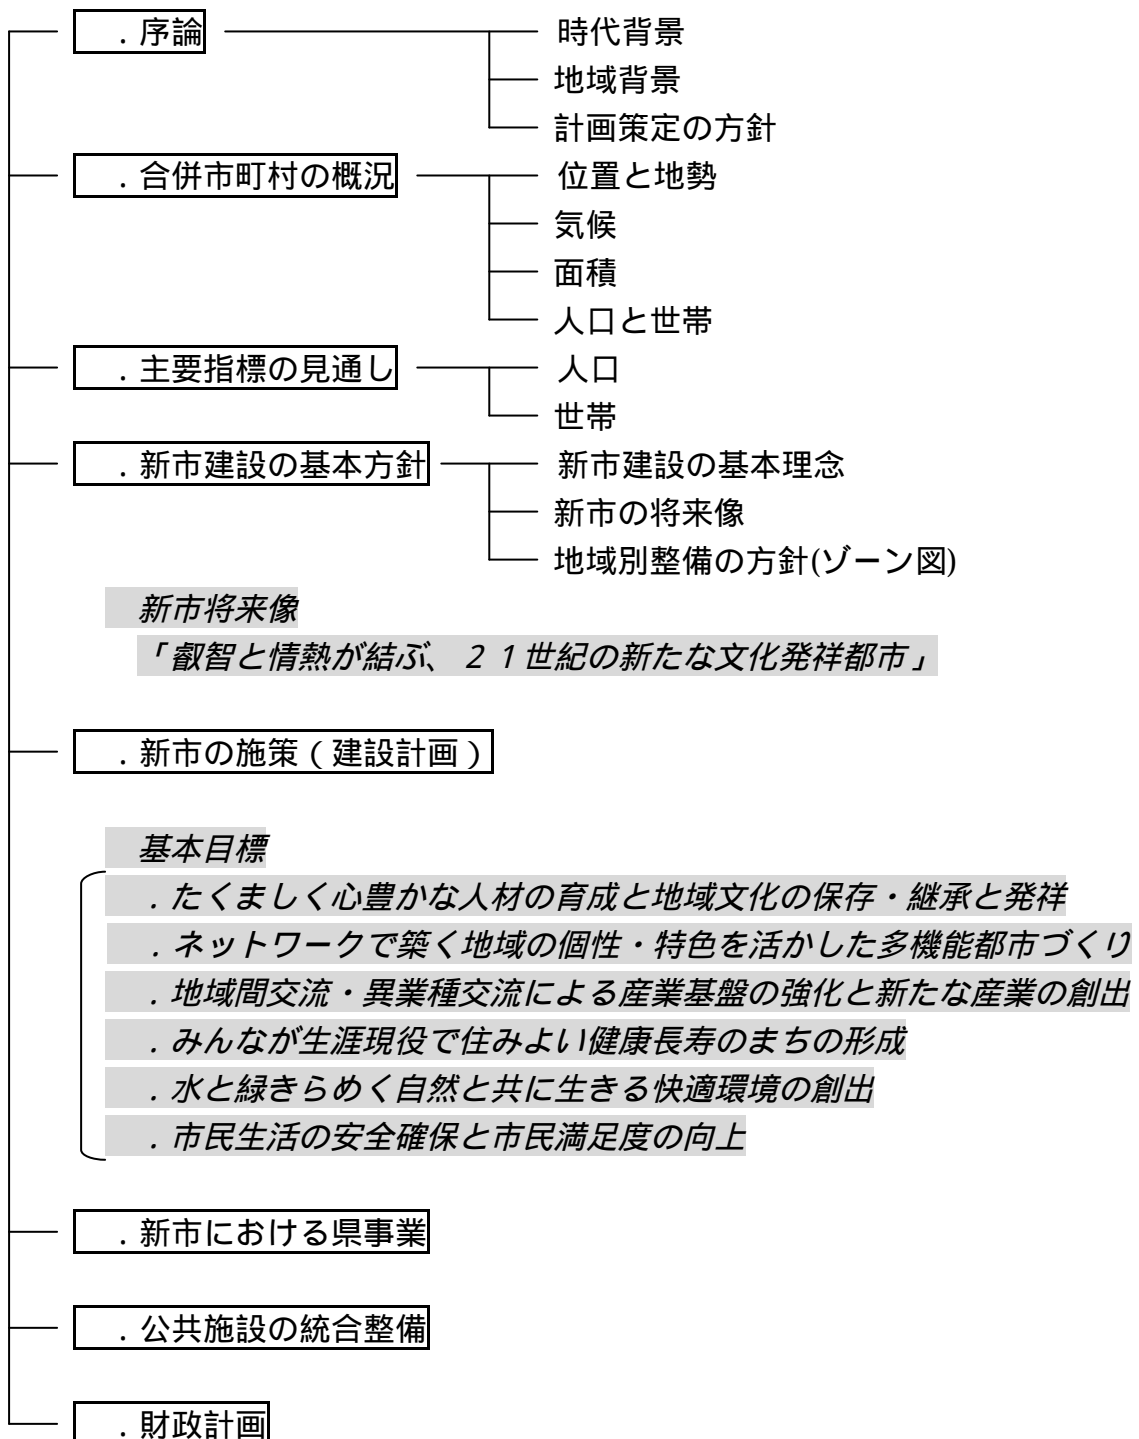 ．序論
時代背景
地域背景
計画策定の方針
．合併市町村の概況
位置と地勢
気候
面積
人口と世帯
．主要指標の見通し
人口
世帯
．新市建設の基本方針
新市建設の基本理念
新市の将来像
地域別整備の方針(ゾーン図)
新市将来像
「叡智と情熱が結ぶ、２１世紀の新たな文化発祥都市」
．新市の施策（建設計画）
基本目標
．たくましく心豊かな人材の育成と地域文化の保存・継承と発祥
．ネットワークで築く地域の個性・特色を活かした多機能都市づくり
．地域間交流・異業種交流による産業基盤の強化と新たな産業の創出
．みんなが生涯現役で住みよい健康長寿のまちの形成
．水と緑きらめく自然と共に生きる快適環境の創出
．市民生活の安全確保と市民満足度の向上
．新市における県事業
．公共施設の統合整備
．財政計画